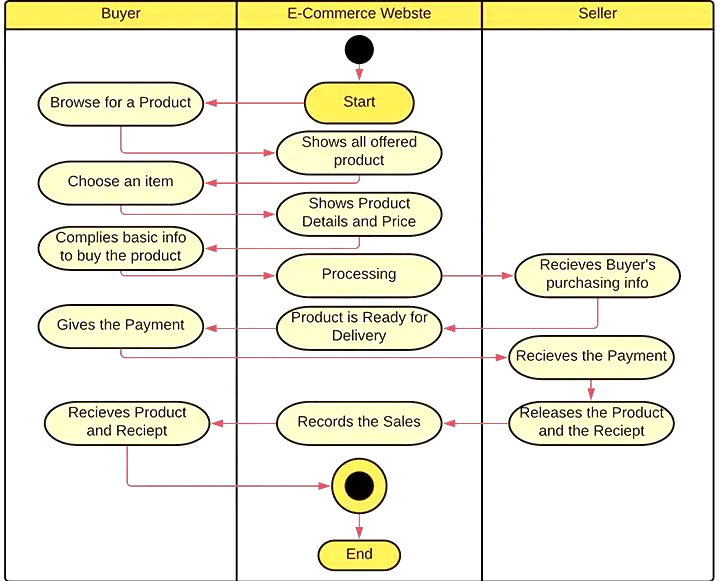 Buyer
E-Commerce Webste
Seller
Start
Browse for a Product
Shows all offered
product
Choose an item
Shows Product
Details and Price
Complies basic info
to buy the product
Processing
Recieves Buyer's
purchasing info
Product is Ready for
Delivery
Gives the Payment
Recieves the Payment
Releases the Product
and the Reciept
Records the Sales
Recieves Product
and Reciept
End